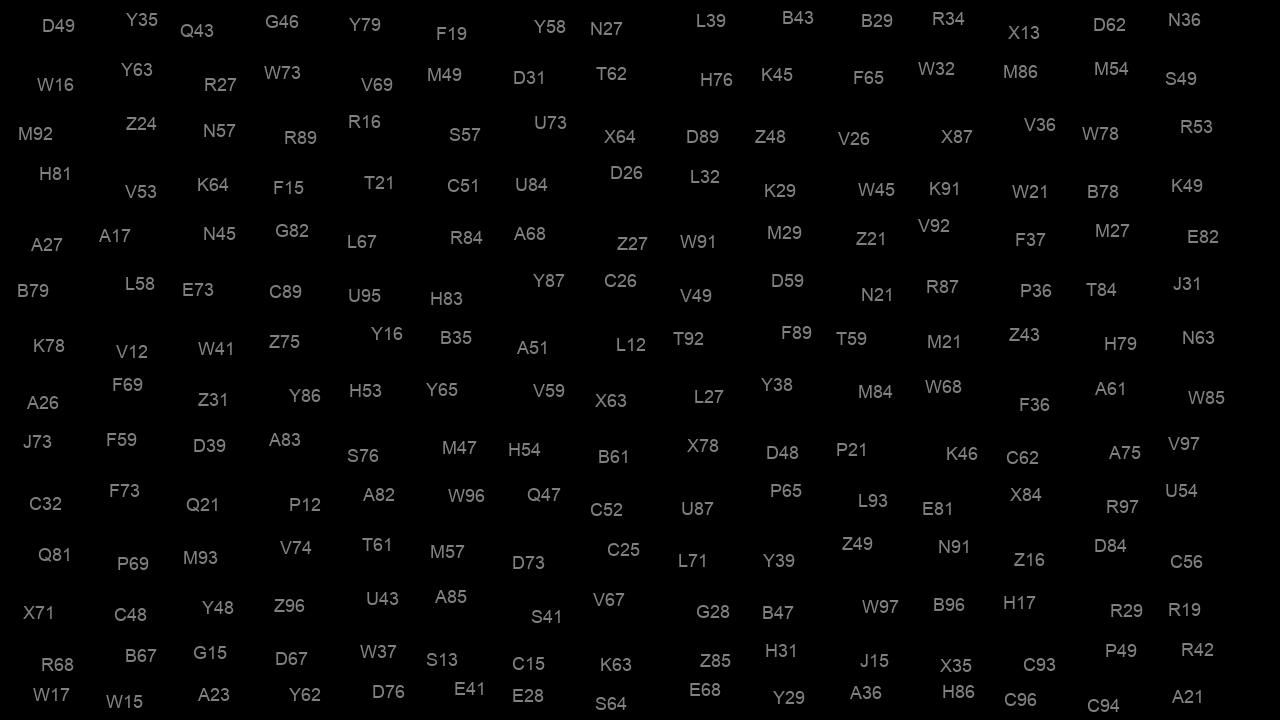 D49 Y35 Q43 G46 Y79 F19 Y58 N27 L39 B43 B29 R34 X13 D62 N36
W16 Y63 R27 W73 V69 M49 D31 T62 H76 K45 F65 W32 M86 M54 S49
M92 Z24 N57 R89 R16 S57 U73 X64 D89 Z48 V26 X87 V36 W78 R53
H81 V53 K64 F15 T21 C51 U84 D26 L32 K29 W45 K91 W21 B78 K49
A27 A17 N45 G82 L67 R84 A68 Z27 W91 M29 Z21 V92 F37 M27 E82
B79 L58 E73 C89 U95 H83 Y87 C26 V49 D59 N21 R87 P36 T84 J31
K78 V12 W41 Z75 Y16 B35 A51 L12 T92 F89 T59 M21 Z43 H79 N63
A26 F69 Z31 Y86 H53 Y65 V59 X63 L27 Y38 M84 W68 F36 A61 W85
J73 F59 D39 A83 S76 M47 H54 B61 X78 D48 P21 K46 C62 A75 V97
C32 F73 Q21 P12 A82 W96 Q47 C52 U87 P65 L93 E81 X84 R97 U54
Q81 P69 M93 V74 T61 M57 D73 C25 L71 Y39 Z49 N91 Z16 D84 C56
X71 C48 Y48 Z96 U43 A85 S41 V67 G28 B47 W97 B96 H17 R29 R19
R68 B67 G15 D67 W37 S13 C15 K63 Z85 H31 J15 X35 C93 P49 R42
W17 W15 A23 Y62 D76 E41 E28 S64 E68 Y29 A36 H86 C96 C94 A21